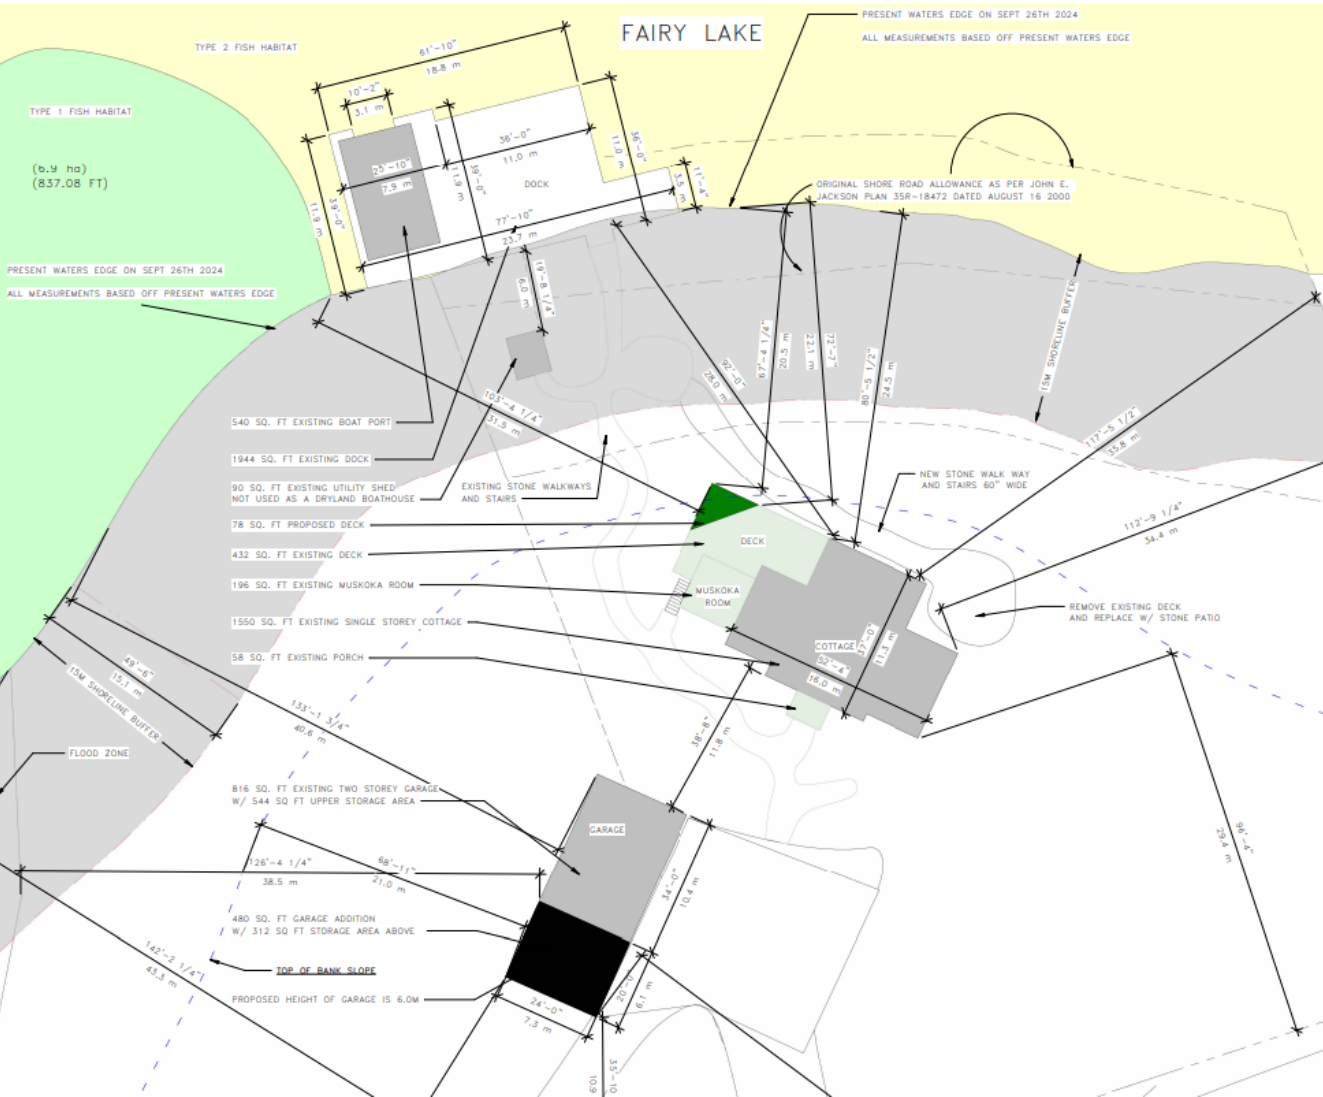 FAIRY LAKE
PRESENT WATERS EDGE ON SEPT 26TH 2024
ALL MEASUREMENTS BASED OFF PRESENT WATERS EDGE
TYPE 2 FISH HABITAT
TYPE 1 FISH HABITAT
(6.9 ha)
(837.08 FT)
61'-10"
18.8 m
10'-2"
3.1 m
36'-0"
11.0 m
36'-0"
11.0 m
25'-10"
7.9 m
39'-0"
11.9 m
39'-0"
11.9 m
DOCK
11'-4"
3.5 m
77'-10"
23.7 m
ORIGINAL SHORE ROAD ALLOWANCE AS PER JOHN E.
JACKSON PLAN 35R-18472 DATED AUGUST 16 2000
PRESENT WATERS EDGE ON SEPT 26TH 2024
ALL MEASUREMENTS BASED OFF PRESENT WATERS EDGE
19'-8 1/4"
6.0 m
15M SHORELINE BUFFER
67'-4 1/4"
20.5 m
72'-7"
22.1 m
80'-5 1/2"
24.5 m
92'-0"
28.0 m
103'-4 1/4"
31.5 m
117'-5 1/2"
35.8 m
540 SQ. FT EXISTING BOAT PORT
1944 SQ. FT EXISTING DOCK
90 SQ. FT EXISTING UTILITY SHED
NOT USED AS A DRYLAND BOATHOUSE
EXISTING STONE WALKWAYS
AND STAIRS
NEW STONE WALK WAY
AND STAIRS 60" WIDE
78 SQ. FT PROPOSED DECK
432 SQ. FT EXISTING DECK
DECK
112'-9 1/4"
34.4 m
196 SQ. FT EXISTING MUSKOKA ROOM
MUSKOKA
ROOM
REMOVE EXISTING DECK
AND REPLACE W/ STONE PATIO
1550 SQ. FT EXISTING SINGLE STOREY COTTAGE
COTTAGE
37'-0"
11.3 m
52'-4"
16.0 m
58 SQ. FT EXISTING PORCH
49'-6"
15.1 m
15M SHORELINE BUFFER
133'-1 3/4"
40.6 m
38'-8"
11.8 m
FLOOD ZONE
816 SQ. FT EXISTING TWO STOREY GARAGE
W/ 544 SQ FT UPPER STORAGE AREA
GARAGE
96'-4"
29.4 m
126'-4 1/4"
38.5 m
68'-11"
21.0 m
34'-0"
10.4 m
480 SQ. FT GARAGE ADDITION
W/ 312 SQ FT STORAGE AREA ABOVE
142'-2 1/4"
43.3 m
TOP OF BANK SLOPE
PROPOSED HEIGHT OF GARAGE IS 6.0M
24'-0"
7.3 m
20'-0"
6.1 m
35'-10
10.9